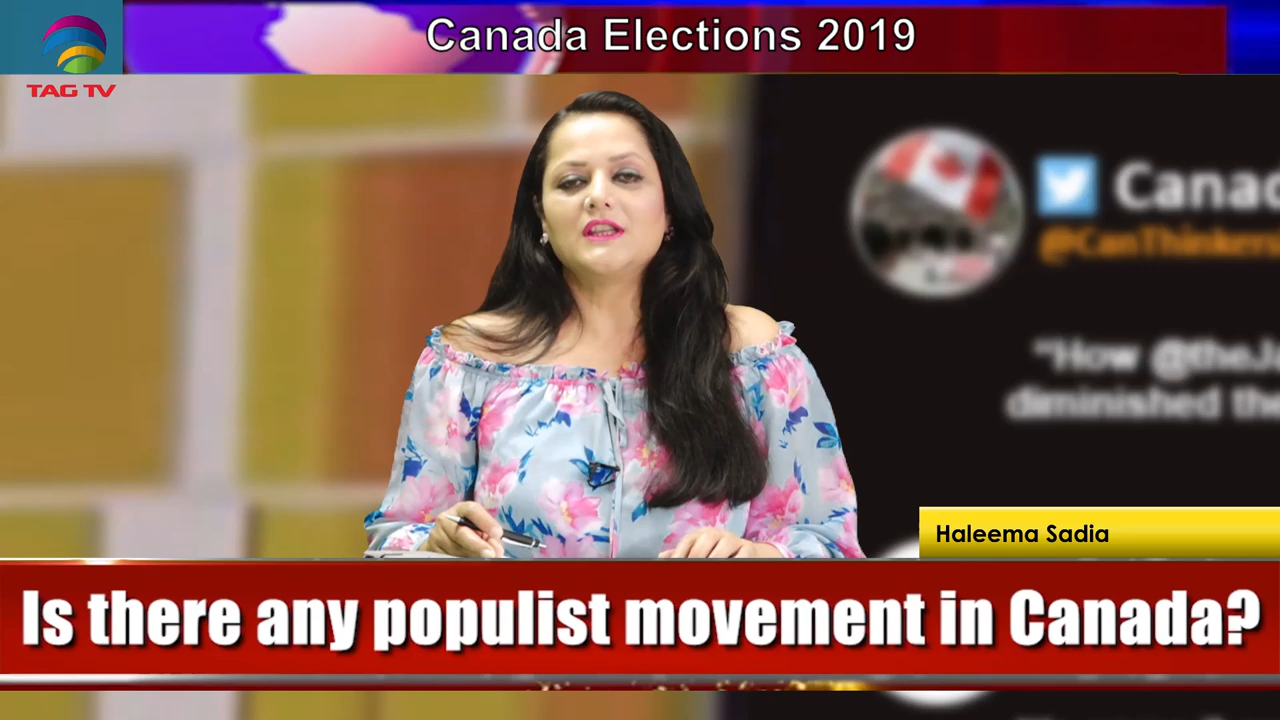 Canada Elections 2019
TAG TV
Canad
@CanThinkers
"How @theJa
diminished the
Haleema Sadia
Is there any populist movement in Canada?